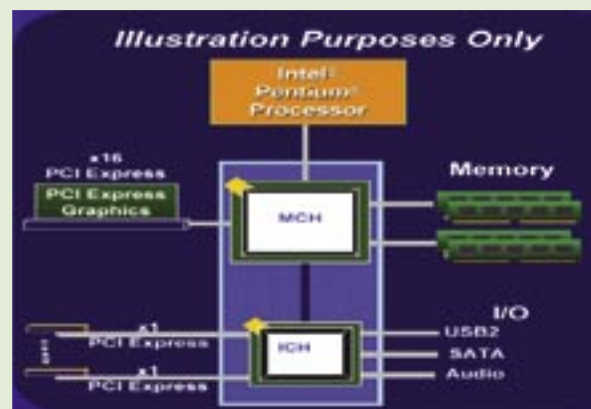 Illustration Purposes Only
Intel®
Pentium®
Processor
x16
PCI Express
PCI Express
Graphics
MCH
Memory
I/O
x1
PCI Express
ICH
USB2
SATA
Audio
x1
PCI Express